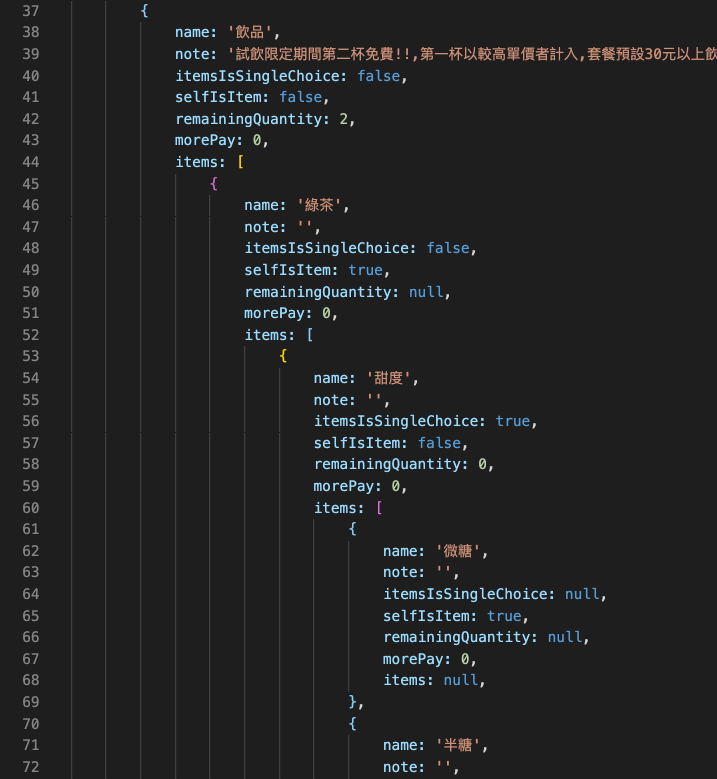 37 {
38 name: '飲品',
39 note: '試飲限定期間第二杯免費!!,第一杯以較高單價者計入,套餐預設30元以上飲
40 itemsIsSingleChoice: false,
41 selfIsItem: false,
42 remainingQuantity: 2,
43 morePay: 0,
44 items: [
45 {
46 name: '綠茶',
47 note: '',
48 itemsIsSingleChoice: false,
49 selfIsItem: true,
50 remainingQuantity: null,
51 morePay: 0,
52 items: [
53 {
54 name: '甜度',
55 note: '',
56 itemsIsSingleChoice: true,
57 selfIsItem: false,
58 remainingQuantity: 0,
59 morePay: 0,
60 items: [
61 {
62 name: '微糖',
63 note: '',
64 itemsIsSingleChoice: null,
65 selfIsItem: true,
66 remainingQuantity: null,
67 morePay: 0,
68 items: null,
69 },
70 {
71 name: '半糖',
72 note: '',